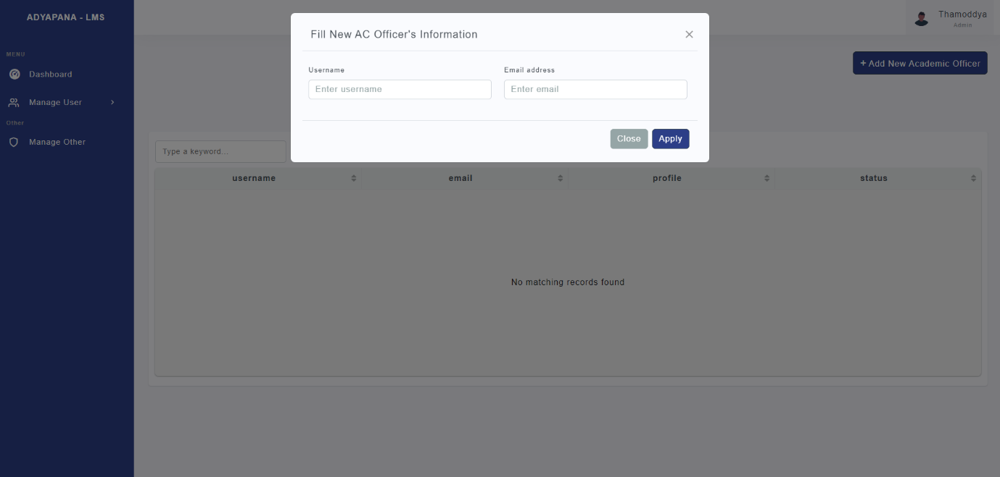 ADYAPANA - LMS
MENU
Dashboard
Manage User
Other
Manage Other
Thamoddya
Admin
+ Add New Academic Officer
Fill New AC Officer's Information
Username
Email address
Enter username
Enter email
Close
Apply
Type a keyword...
username
email
profile
status
No matching records found